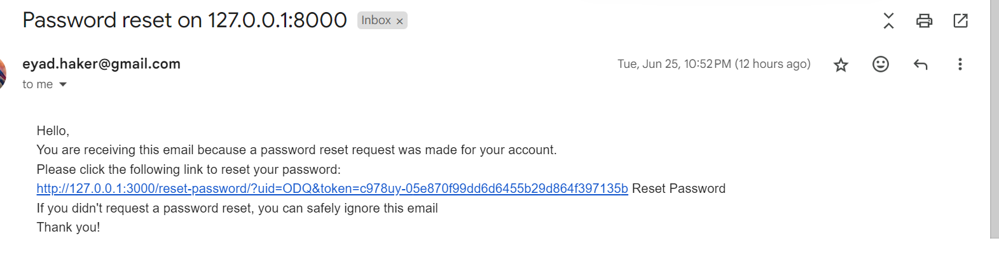 Password reset on 127.0.0.1:8000 Inbox ×
eyad.haker@gmail.com Tue, Jun 25, 10:52 PM (12 hours ago)
to me
Hello,
You are receiving this email because a password reset request was made for your account.
Please click the following link to reset your password:
http://127.0.0.1:3000/reset-password/?uid=ODQ&token=c978uy-05e870f99dd6d6455b29d864f397135b Reset Password
If you didn't request a password reset, you can safely ignore this email
Thank you!